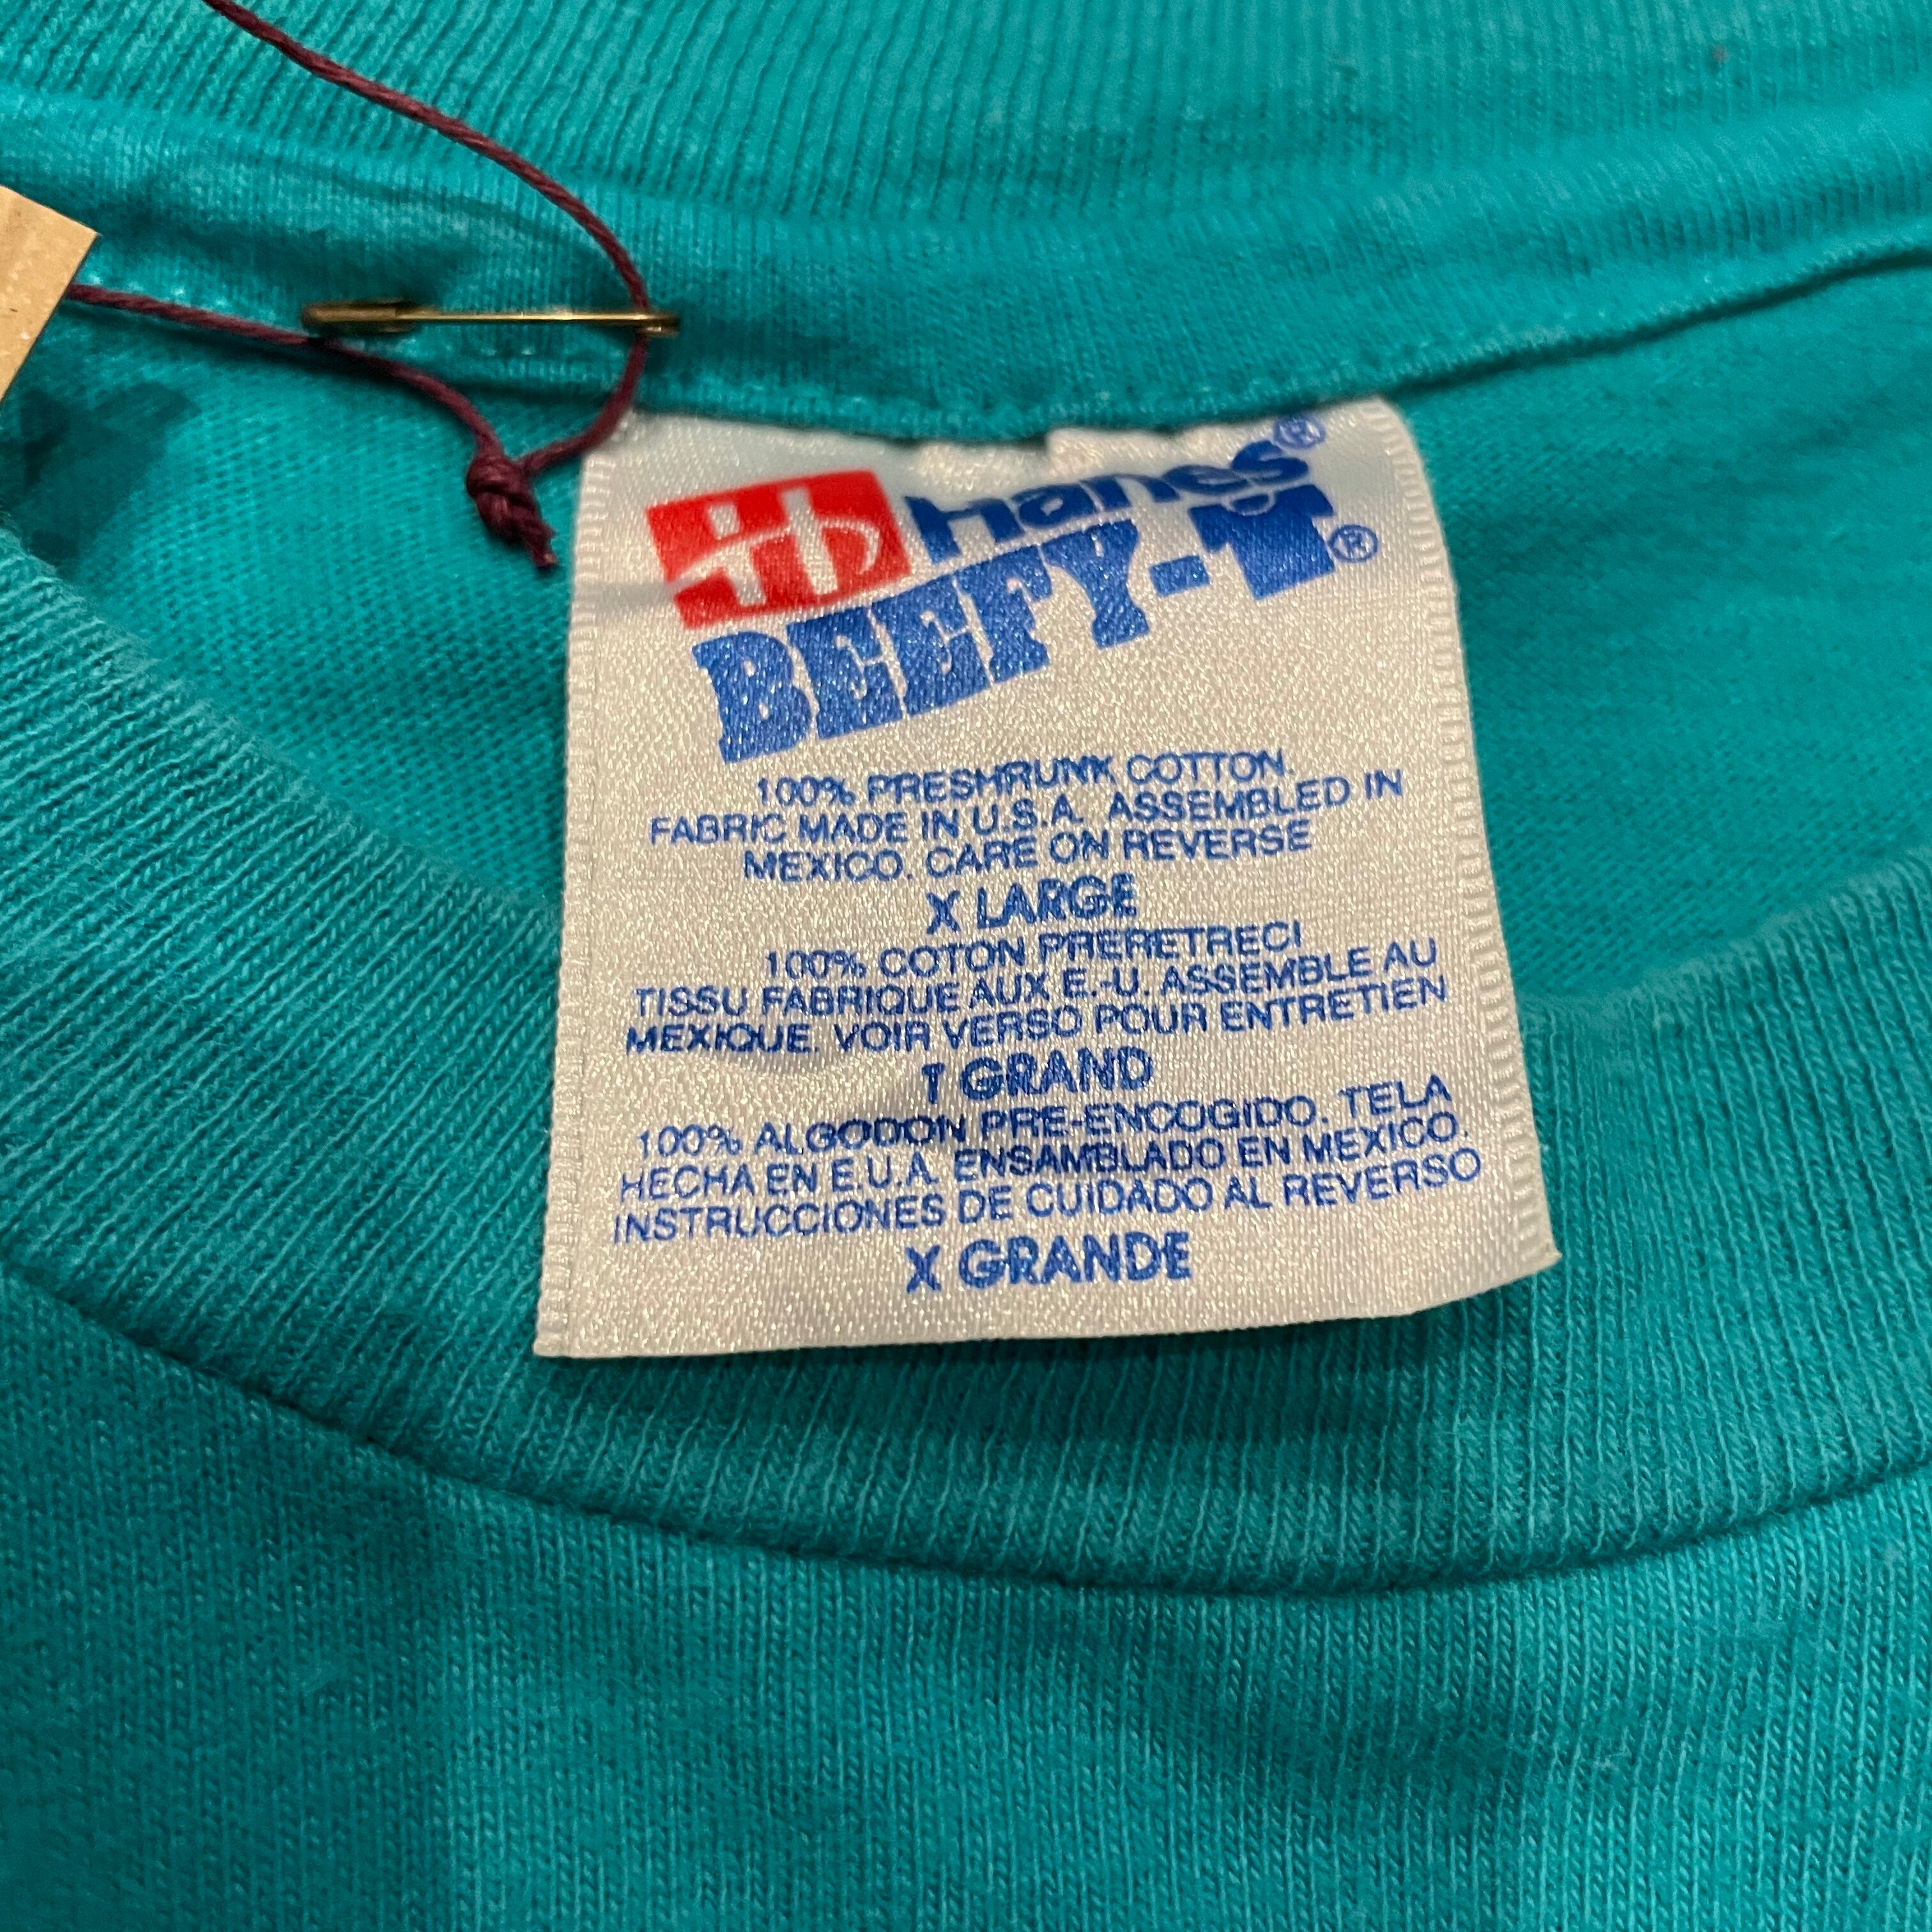 Hanes®
BEEFY-T®
100% PRESHRUNK COTTON.
FABRIC MADE IN U.S.A. ASSEMBLED IN
MEXICO. CARE ON REVERSE
X LARGE
100% COTON PRERETRECI
TISSU FABRIQUE AUX E.-U. ASSEMBLE AU
MEXIQUE. VOIR VERSO POUR ENTRETIEN
T GRAND
100% ALGODON PRE-ENCOGIDO. TELA
HECHA EN E.U.A. ENSAMBLADO EN MEXICO.
INSTRUCCIONES DE CUIDADO AL REVERSO
X GRANDE